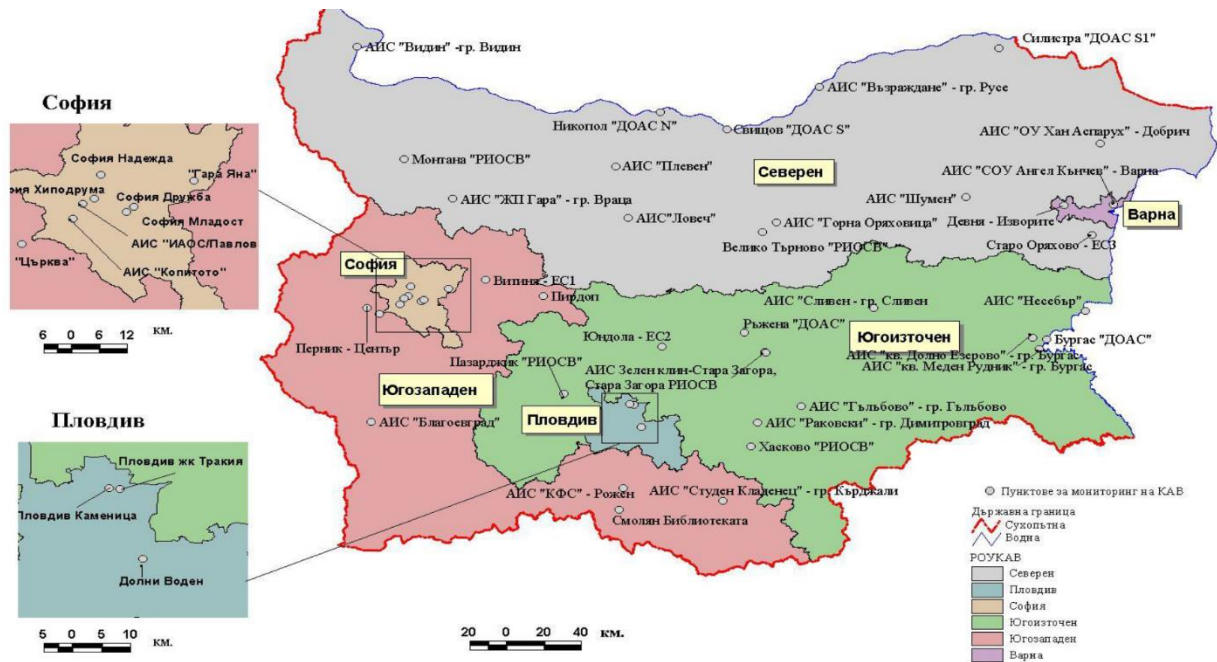 АИС "Видин" -гр. Видин
Силистра "ДОАС S1"
АИС "Възраждане" - гр. Русе
Никопол "ДОАС N"
Свищов "ДОАС S"
АИС "ОУ Хан Аспарух" - Добрич
Монтана "РИОСВ"
АИС "Плевен"
Северен
АИС "СОУ Ангел Кънчев" - Варна
АИС "ЖП Гара" - гр. Враца
АИС "Шумен"
Девня - Изворите
Варна
АИС"Ловеч"
АИС "Горна Оряховица"
Велико Търново "РИОСВ"
Старо Оряхово - ЕС3
София
София Надежда
"Гара Яна"
рия Хиподрума
София Дружба
София Младост
АИС "ИАОС/Павлов
"Църква"
АИС "Копитото"
6 0 6 12 км.
София
Витиня - ЕС1
Пирдоп
Перник - Център
АИС "Сливен - гр. Сливен
АИС "Несебър"
Юндола - ЕС2
Ръжена "ДОАС"
Югоизточен
Бургас "ДОАС"
Пазарджик "РИОСВ"
АИС "кв. Долно Езерово" - гр. Бургас
АИС Зелен клин-Стара Загора,
Стара Загора РИОСВ
АИС "кв. Меден Рудник" - гр. Бургас
Югозападен
Пловдив
АИС "Благоевград"
АИС "Гълъбово" - гр. Гълъбово
АИС "Раковски" - гр. Димитровград
Хасково "РИОСВ"
АИС "КФС" - Рожен
АИС "Студен Кладенец" - гр. Кърджали
Смолян Библиотеката
Пловдив
Пловдив жк Тракия
Пловдив Каменица
Долни Воден
5 0 5 10 км.
20 0 20 40 км.
Пунктове за мониторинг на КАВ
Държавна граница
Сухопътна
Водна
РОУКАВ
Северен
Пловдив
София
Югоизточен
Югозападен
Варна